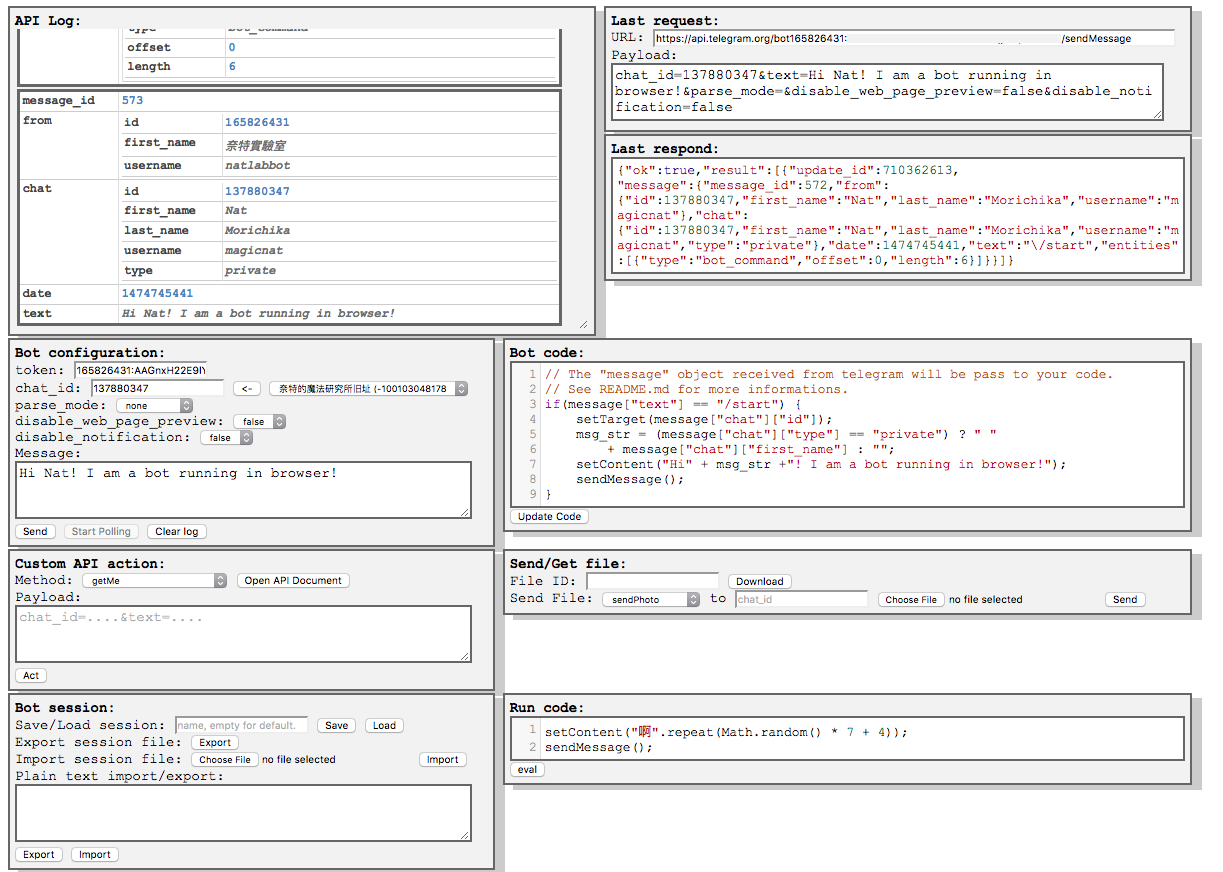 API Log:
offset 0
length 6
message_id 573
from id 165826431
first_name 奈特實驗室
username natlabbot
chat id 137880347
first_name Nat
last_name Morichika
username magicnat
type private
date 1474745441
text Hi Nat! I am a bot running in browser!
Last request:
URL: https://api.telegram.org/bot165826431: /sendMessage
Payload:
chat_id=137880347&text=Hi Nat! I am a bot running in
browser!&parse_mode=&disable_web_page_preview=false&disable_noti
fication=false
Last respond:
{"ok":true,"result":[{"update_id":710362613,
"message":{"message_id":572,"from":
{"id":137880347,"first_name":"Nat","last_name":"Morichika","username":"m
agicnat"},"chat":
{"id":137880347,"first_name":"Nat","last_name":"Morichika","username":"m
agicnat","type":"private"},"date":1474745441,"text":"\/start","entities"
:[{"type":"bot_command","offset":0,"length":6}]}}]}
Bot configuration:
token: 165826431:AAGnxH22E9I
chat_id: 137880347 <- 奈特的魔法研究所旧址 (-100103048178
parse_mode: none
disable_web_page_preview: false
disable_notification: false
Message:
Hi Nat! I am a bot running in browser!
Send Start Polling Clear log
Bot code:
1 // The "message" object received from telegram will be pass to your code.
2 // See README.md for more informations.
3 if(message["text"] == "/start") {
4 setTarget(message["chat"]["id"]);
5 msg_str = (message["chat"]["type"] == "private") ? " "
6 + message["chat"]["first_name"] : "";
7 setContent("Hi" + msg_str +"! I am a bot running in browser!");
8 sendMessage();
9 }
Update Code
Custom API action:
Method: getMe Open API Document
Payload:
chat_id=....&text=....
Act
Send/Get file:
File ID: Download
Send File: sendPhoto to chat_id Choose File no file selected Send
Bot session:
Save/Load session: name, empty for default. Save Load
Export session file: Export
Import session file: Choose File no file selected Import
Plain text import/export:
Export Import
Run code:
1 setContent("啊".repeat(Math.random() * 7 + 4));
2 sendMessage();
eval